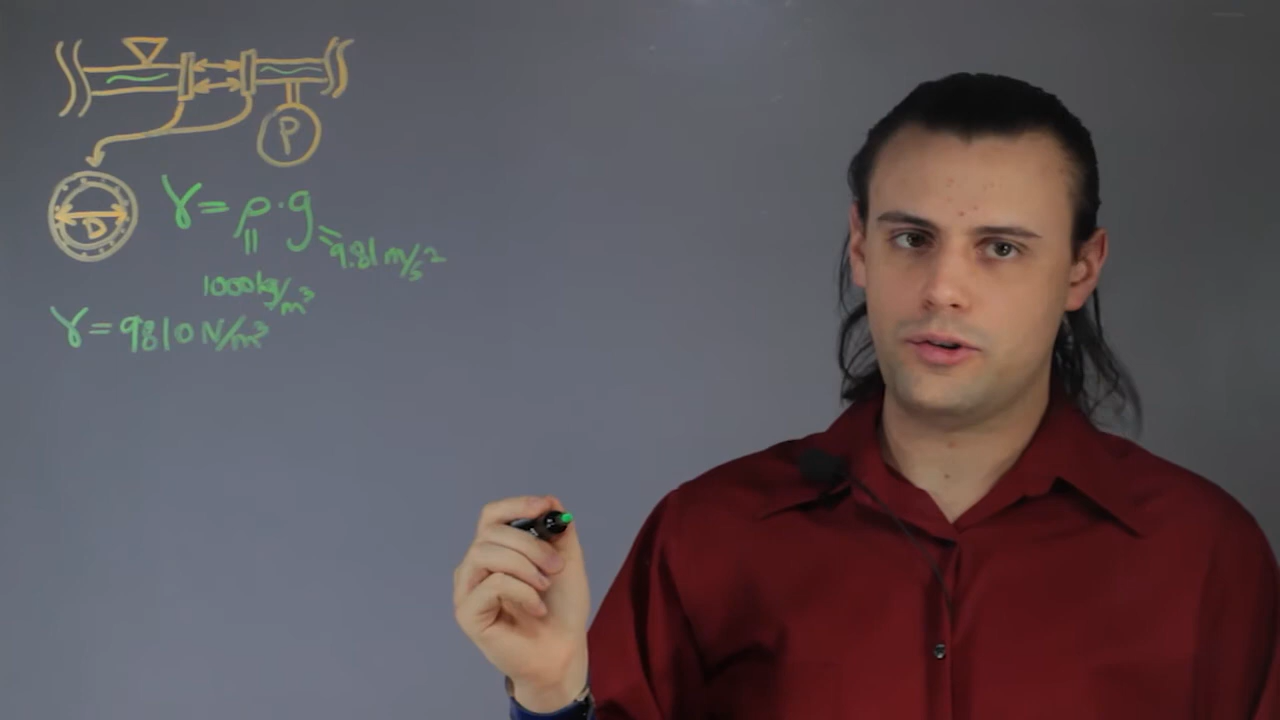 P
D
γ = ρ · g
= 9.81 m/s²
||
1000 kg/m³
γ = 9810 N/m³